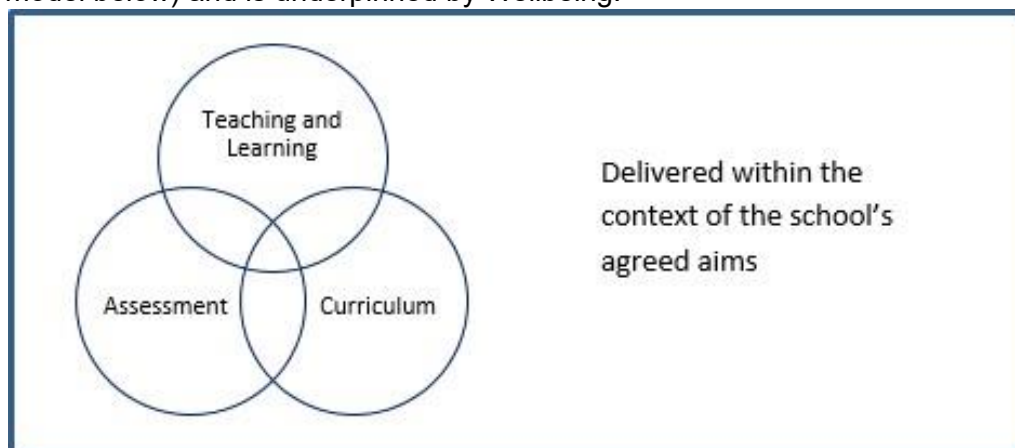 model below) and is underpinned by Wellbeing.
Teaching and
Learning
Delivered within the
context of the school's
agreed aims
Assessment
Curriculum